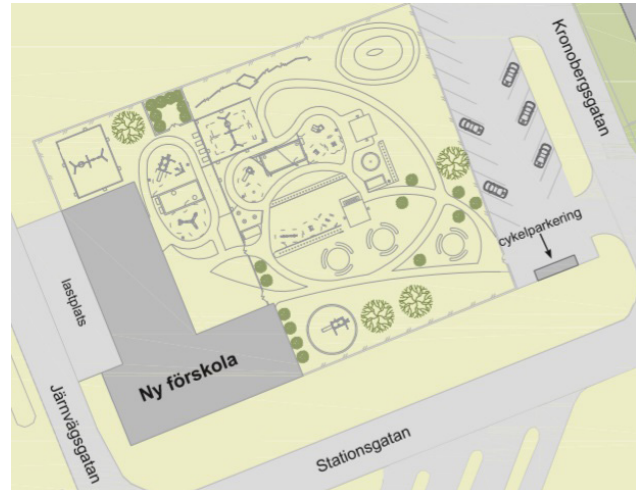 Kronobergsgatan
cykelparkering
lastplats
Ny förskola
Järnvägsgatan
Stationsgatan